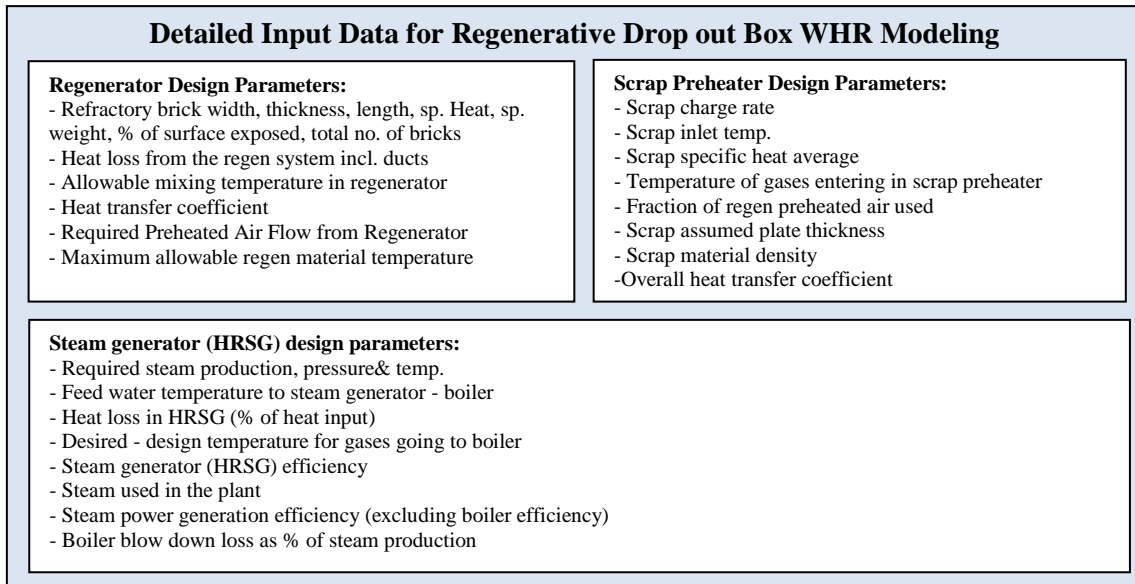 Detailed Input Data for Regenerative Drop out Box WHR Modeling
Regenerator Design Parameters:
- Refractory brick width, thickness, length, sp. Heat, sp.
weight, % of surface exposed, total no. of bricks
- Heat loss from the regen system incl. ducts
- Allowable mixing temperature in regenerator
- Heat transfer coefficient
- Required Preheated Air Flow from Regenerator
- Maximum allowable regen material temperature
Scrap Preheater Design Parameters:
- Scrap charge rate
- Scrap inlet temp.
- Scrap specific heat average
- Temperature of gases entering in scrap preheater
- Fraction of regen preheated air used
- Scrap assumed plate thickness
- Scrap material density
-Overall heat transfer coefficient
Steam generator (HRSG) design parameters:
- Required steam production, pressure& temp.
- Feed water temperature to steam generator - boiler
- Heat loss in HRSG (% of heat input)
- Desired - design temperature for gases going to boiler
- Steam generator (HRSG) efficiency
- Steam used in the plant
- Steam power generation efficiency (excluding boiler efficiency)
- Boiler blow down loss as % of steam production